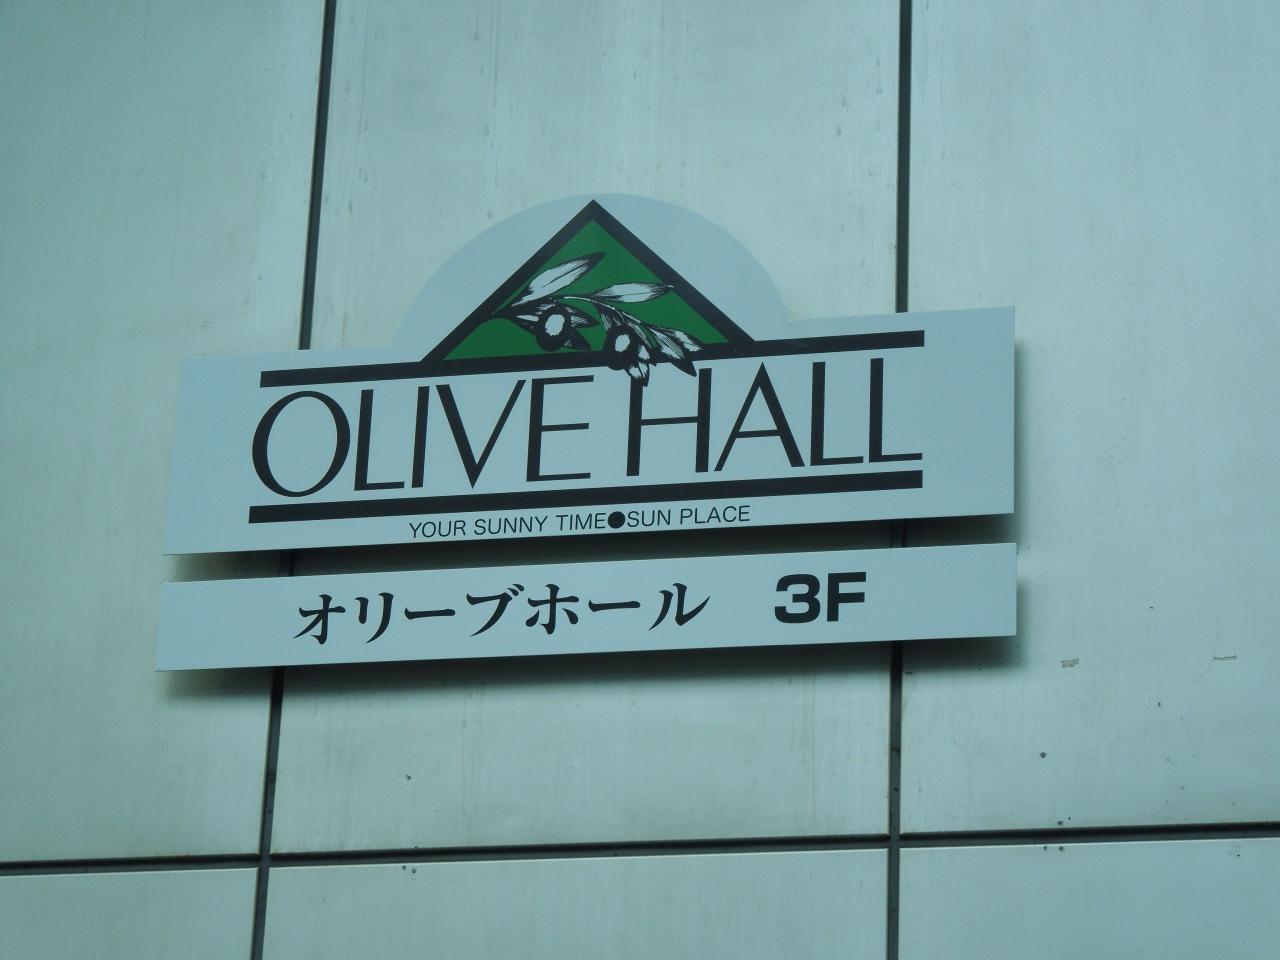 OLIVE HALL
YOUR SUNNY TIME●SUN PLACE
オリーブホール 3F